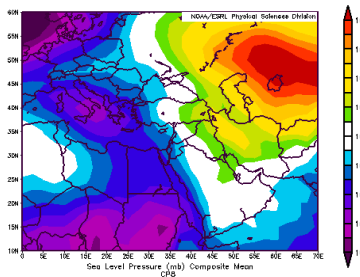 NOAA/ESRL Physical Sciences Division
60N
55N
50N
45N
40N
35N
30N
25N
20N
15N
10N
0 5E 10E 15E 20E 25E 30E 35E 40E 45E 50E 55E 60E 65E 70E
Sea Level Pressure (mb) Composite Mean
CP8